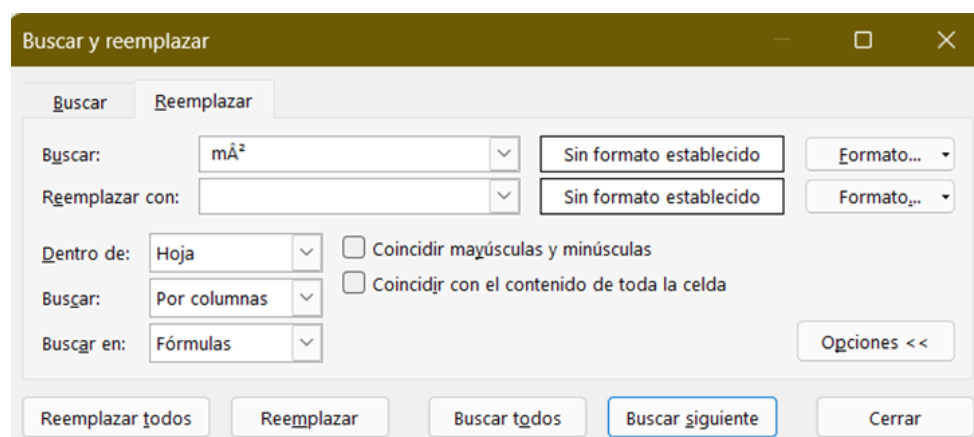 Buscar y reemplazar
Buscar Reemplazar
Buscar: mÂ² Sin formato establecido Formato...
Reemplazar con: Sin formato establecido Formato...
Dentro de: Hoja Coincidir mayúsculas y minúsculas
Buscar: Por columnas Coincidir con el contenido de toda la celda
Buscar en: Fórmulas Opciones <<
Reemplazar todos Reemplazar Buscar todos Buscar siguiente Cerrar